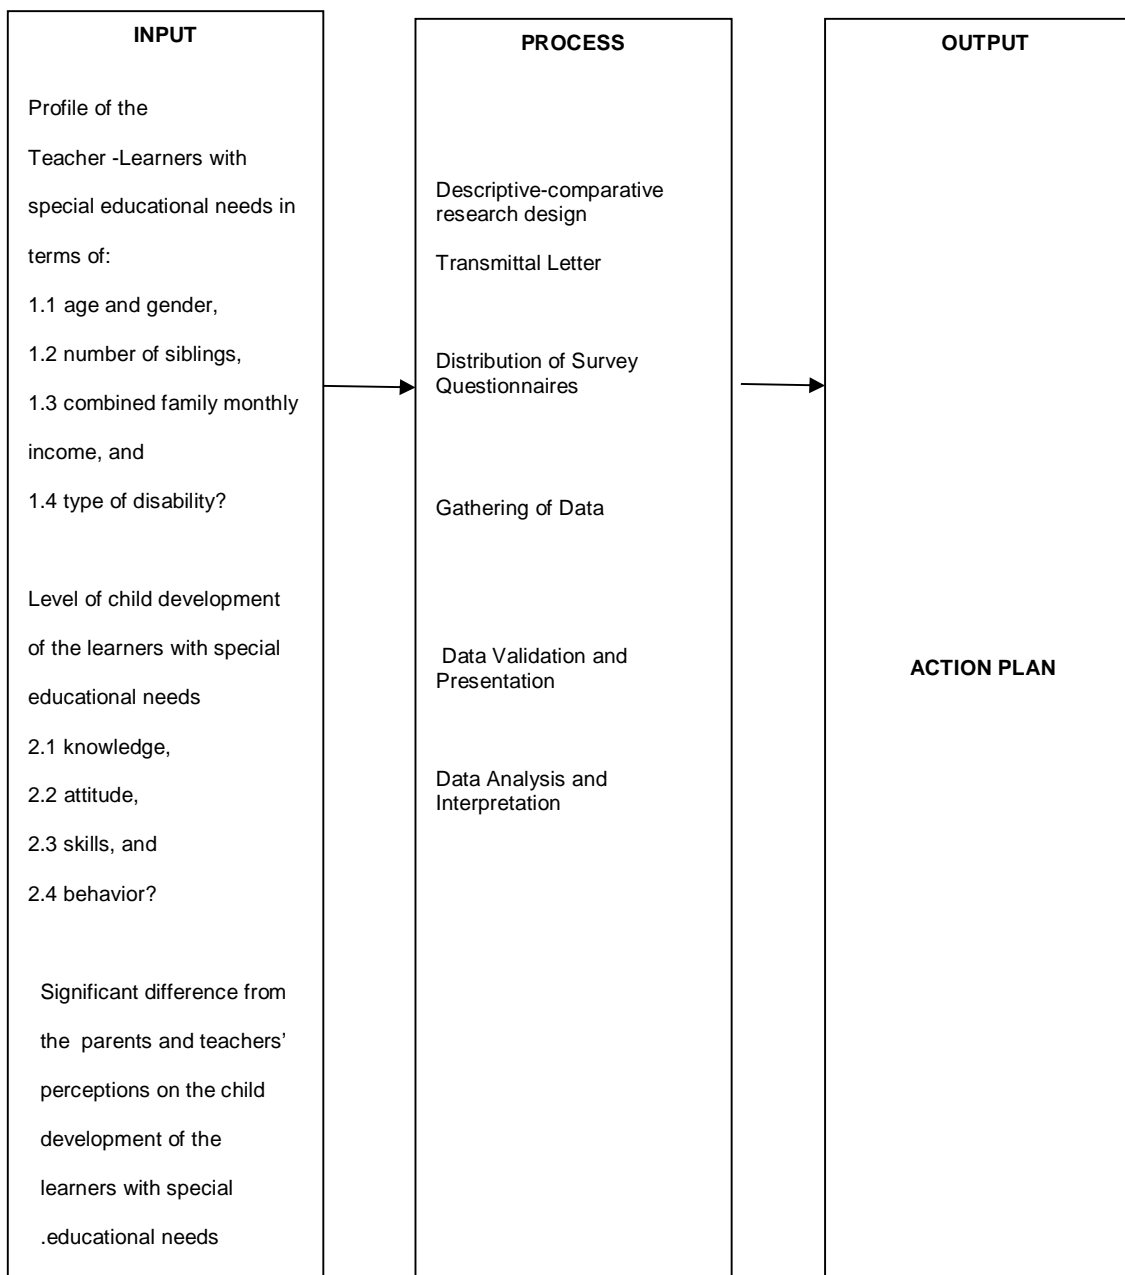 INPUT
Profile of the
Teacher -Learners with
special educational needs in
terms of:
1.1 age and gender,
1.2 number of siblings,
1.3 combined family monthly
income, and
1.4 type of disability?
Level of child development
of the learners with special
educational needs
2.1 knowledge,
2.2 attitude,
2.3 skills, and
2.4 behavior?
Significant difference from
the parents and teachers’
perceptions on the child
development of the
learners with special
.educational needs
PROCESS
Descriptive-comparative
research design
Transmittal Letter
Distribution of Survey
Questionnaires
Gathering of Data
Data Validation and
Presentation
Data Analysis and
Interpretation
OUTPUT
ACTION PLAN